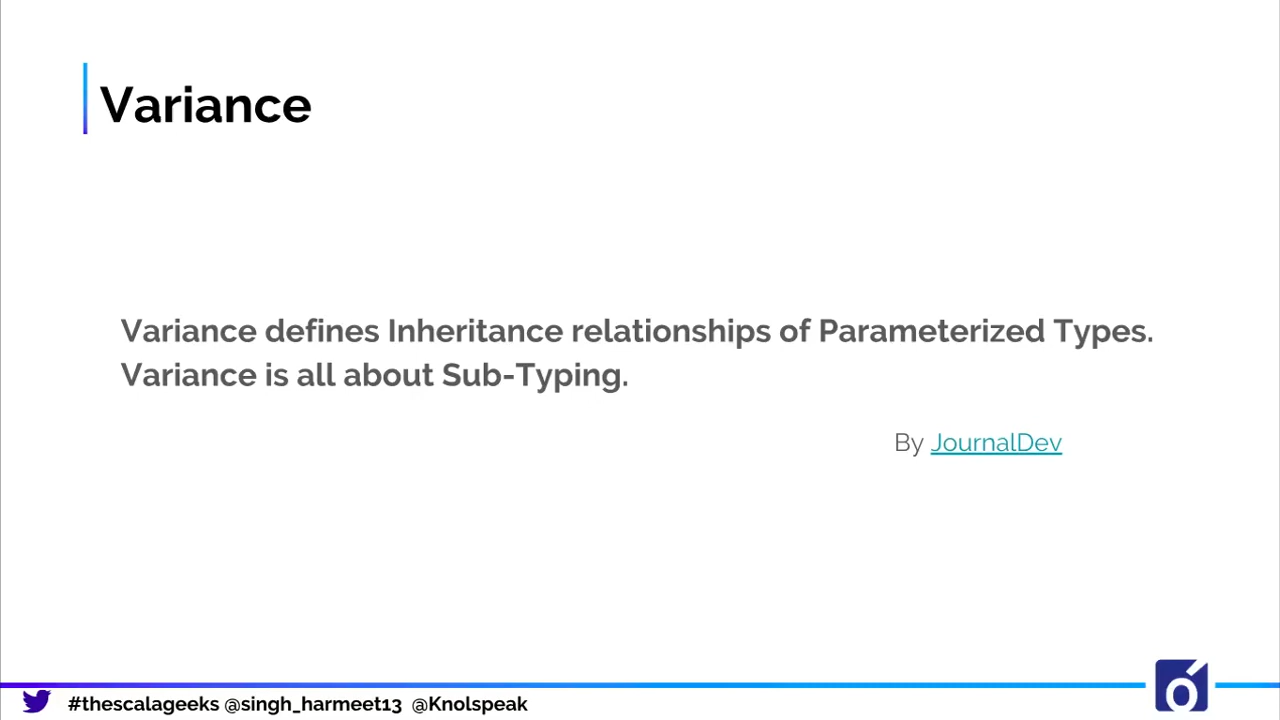 Variance
Variance defines Inheritance relationships of Parameterized Types.
Variance is all about Sub-Typing.
By JournalDev
#thescalageeks @singh_harmeet13 @Knolspeak